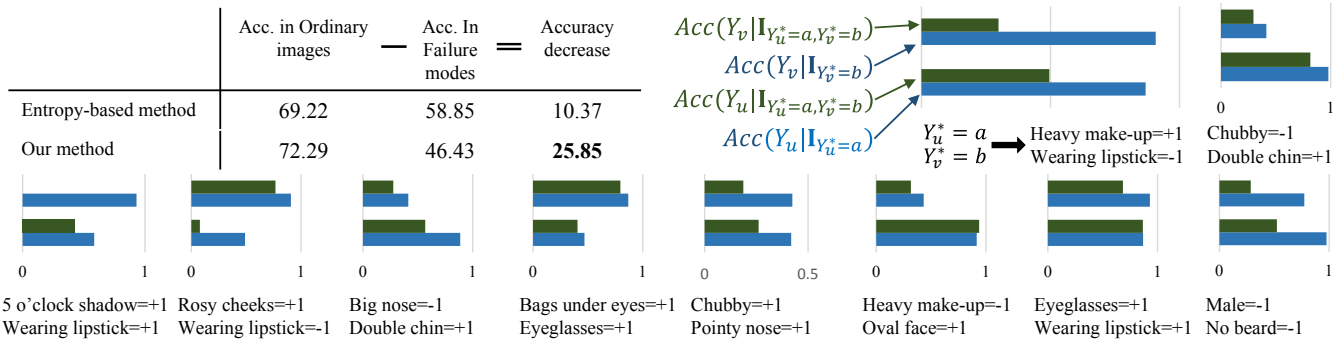 Acc. in Ordinary images — Acc. In Failure modes = Accuracy decrease
Entropy-based method 69.22 58.85 10.37
Our method 72.29 46.43 25.85
Acc(Y_v|I_{Y_u^*=a,Y_v^*=b})
Acc(Y_v|I_{Y_v^*=b})
Acc(Y_u|I_{Y_u^*=a,Y_v^*=b})
Acc(Y_u|I_{Y_u^*=a})
Y_u^* = a
Y_v^* = b
Heavy make-up=+1
Wearing lipstick=-1
0 1
Chubby=-1
Double chin=+1
0 1
5 o'clock shadow=+1
Wearing lipstick=+1
0 1
Rosy cheeks=+1
Wearing lipstick=-1
0 1
Big nose=-1
Double chin=+1
0 1
Bags under eyes=+1
Eyeglasses=+1
0 0.5
Chubby=+1
Pointy nose=+1
0 1
Heavy make-up=-1
Oval face=+1
0 1
Eyeglasses=+1
Wearing lipstick=+1
0 1
Male=-1
No beard=-1